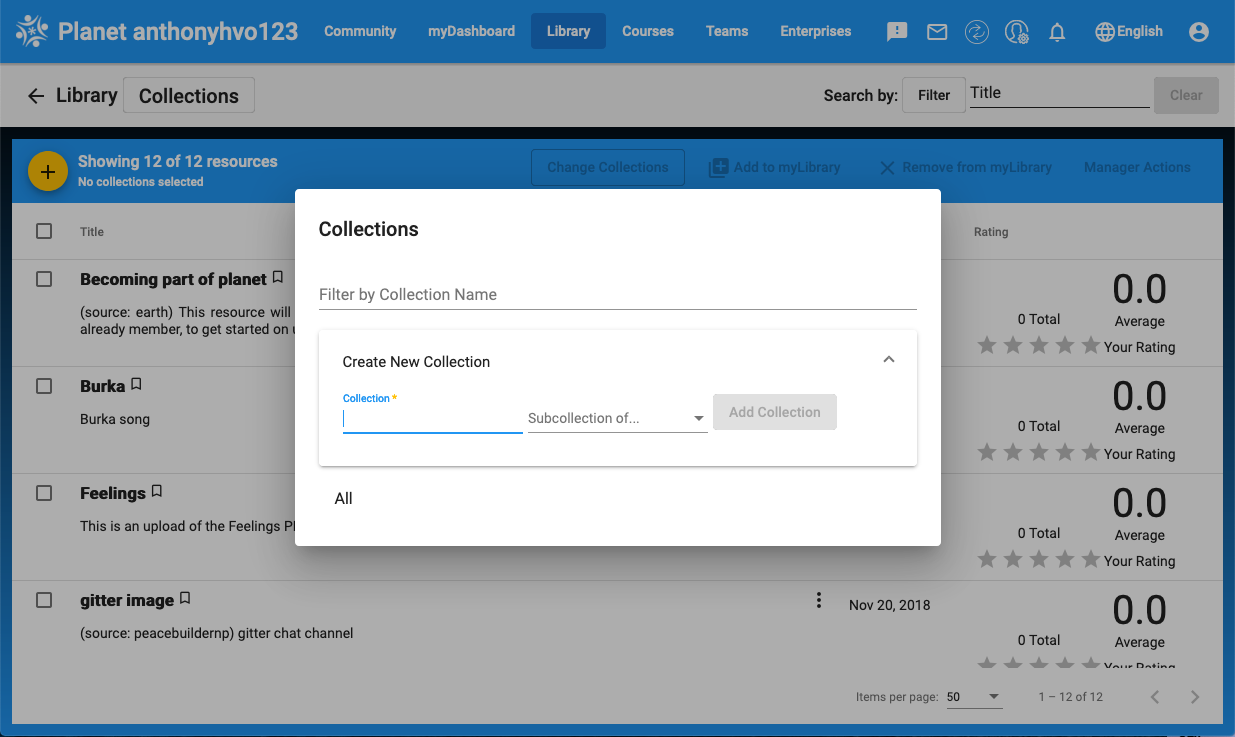 Planet anthonyhvo123 Community myDashboard Library Courses Teams Enterprises English
Library Collections Search by: Filter Title Clear
Showing 12 of 12 resources
No collections selected
Change Collections Add to myLibrary Remove from myLibrary Manager Actions
Collections
Title Rating
Becoming part of planet
(source: earth) This resource will
already member, to get started on
0.0
0 Total Average
Your Rating
Filter by Collection Name
Create New Collection
Collection *
Subcollection of...
Add Collection
All
Burka
Burka song
0.0
0 Total Average
Your Rating
Feelings
This is an upload of the Feelings
0.0
0 Total Average
Your Rating
gitter image
(source: peacebuildernp) gitter chat channel
Nov 20, 2018
0.0
0 Total Average
Your Rating
Items per page: 50 1 – 12 of 12